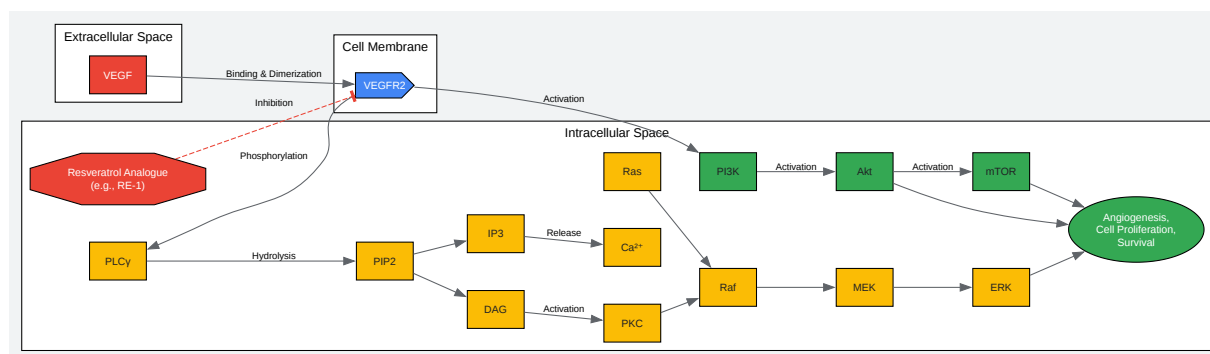 Extracellular Space
VEGF
Cell Membrane
VEGFR2
Binding & Dimerization
Inhibition
Activation
Intracellular Space
Phosphorylation
Resveratrol Analogue
(e.g., RE-1)
Ras
PI3K
Activation
Akt
Activation
mTOR
Angiogenesis,
Cell Proliferation,
Survival
IP3
Release
Ca²⁺
PLCγ
Hydrolysis
PIP2
DAG
Activation
PKC
Raf
MEK
ERK